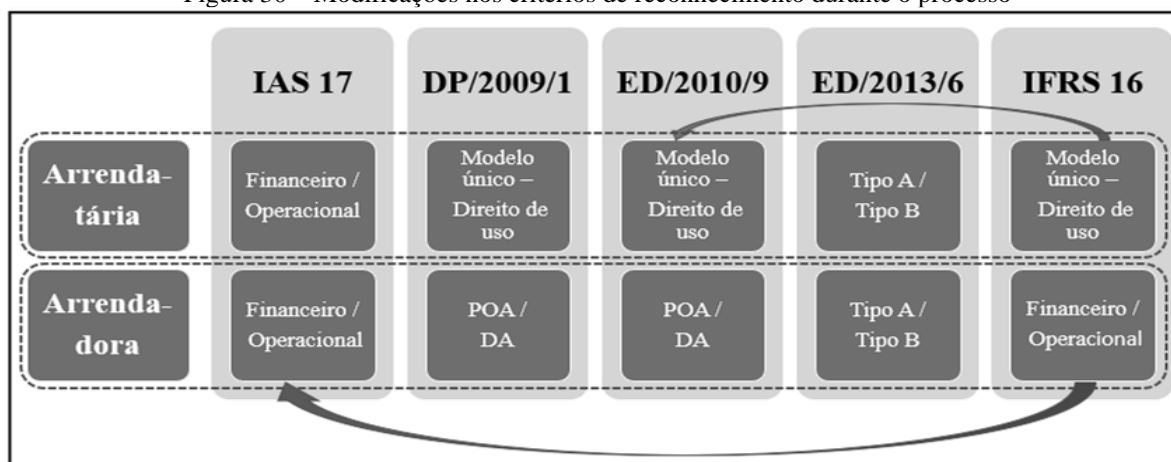 Figura 30 – Modificações nos critérios de reconhecimento durante o processo
IAS 17
DP/2009/1
ED/2010/9
ED/2013/6
IFRS 16
Arrenda-
tária
Financeiro /
Operacional
Modelo
único –
Direito de
uso
Modelo
único –
Direito de
uso
Tipo A /
Tipo B
Modelo
único –
Direito de
uso
Arrenda-
dora
Financeiro /
Operacional
POA /
DA
POA /
DA
Tipo A /
Tipo B
Financeiro /
Operacional